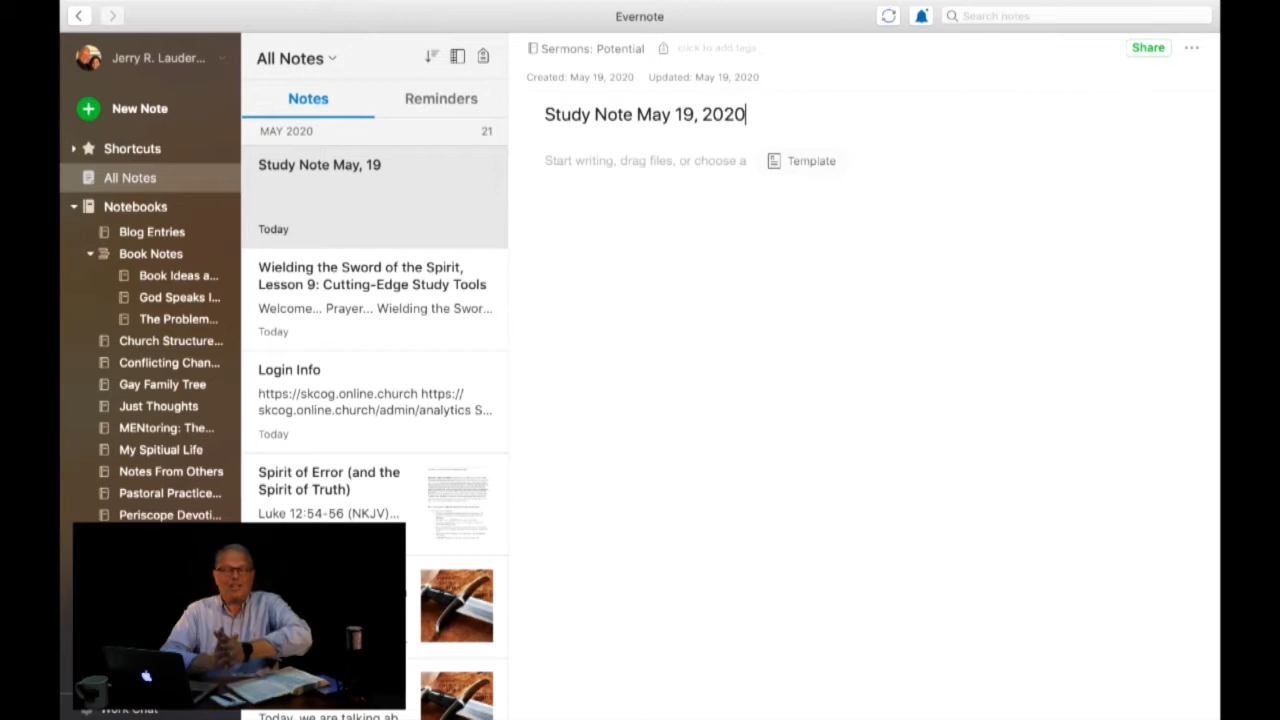 Evernote
Search notes
Jerry R. Lauder...
New Note
Shortcuts
All Notes
Notebooks
Blog Entries
Book Notes
Book Ideas a...
God Speaks I...
The Problem...
Church Structure...
Conflicting Chan...
Gay Family Tree
Just Thoughts
MENtoring: The...
My Spitiual Life
Notes From Others
Pastoral Practice...
Periscope Devoti...
Work Chat
All Notes
Notes
Reminders
MAY 2020
21
Study Note May, 19
Today
Wielding the Sword of the Spirit,
Lesson 9: Cutting-Edge Study Tools
Welcome... Prayer... Wielding the Swor...
Today
Login Info
https://skcog.online.church https://
skcog.online.church/admin/analytics S...
Today
Spirit of Error (and the
Spirit of Truth)
Luke 12:54-56 (NKJV)...
Today, we are talking ab
Sermons: Potential
click to add tags
Share
Created: May 19, 2020
Updated: May 19, 2020
Study Note May 19, 2020
Start writing, drag files, or choose a
Template